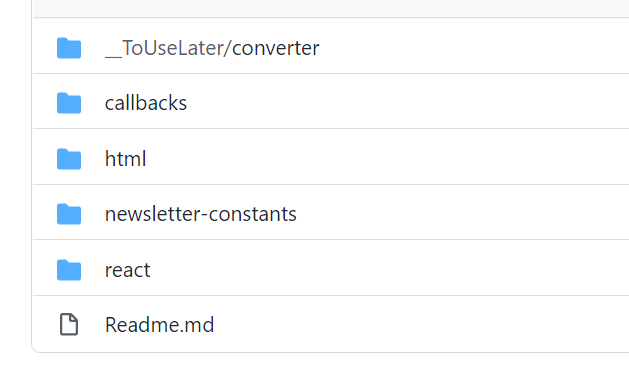 __ToUseLater/converter
callbacks
html
newsletter-constants
react
Readme.md